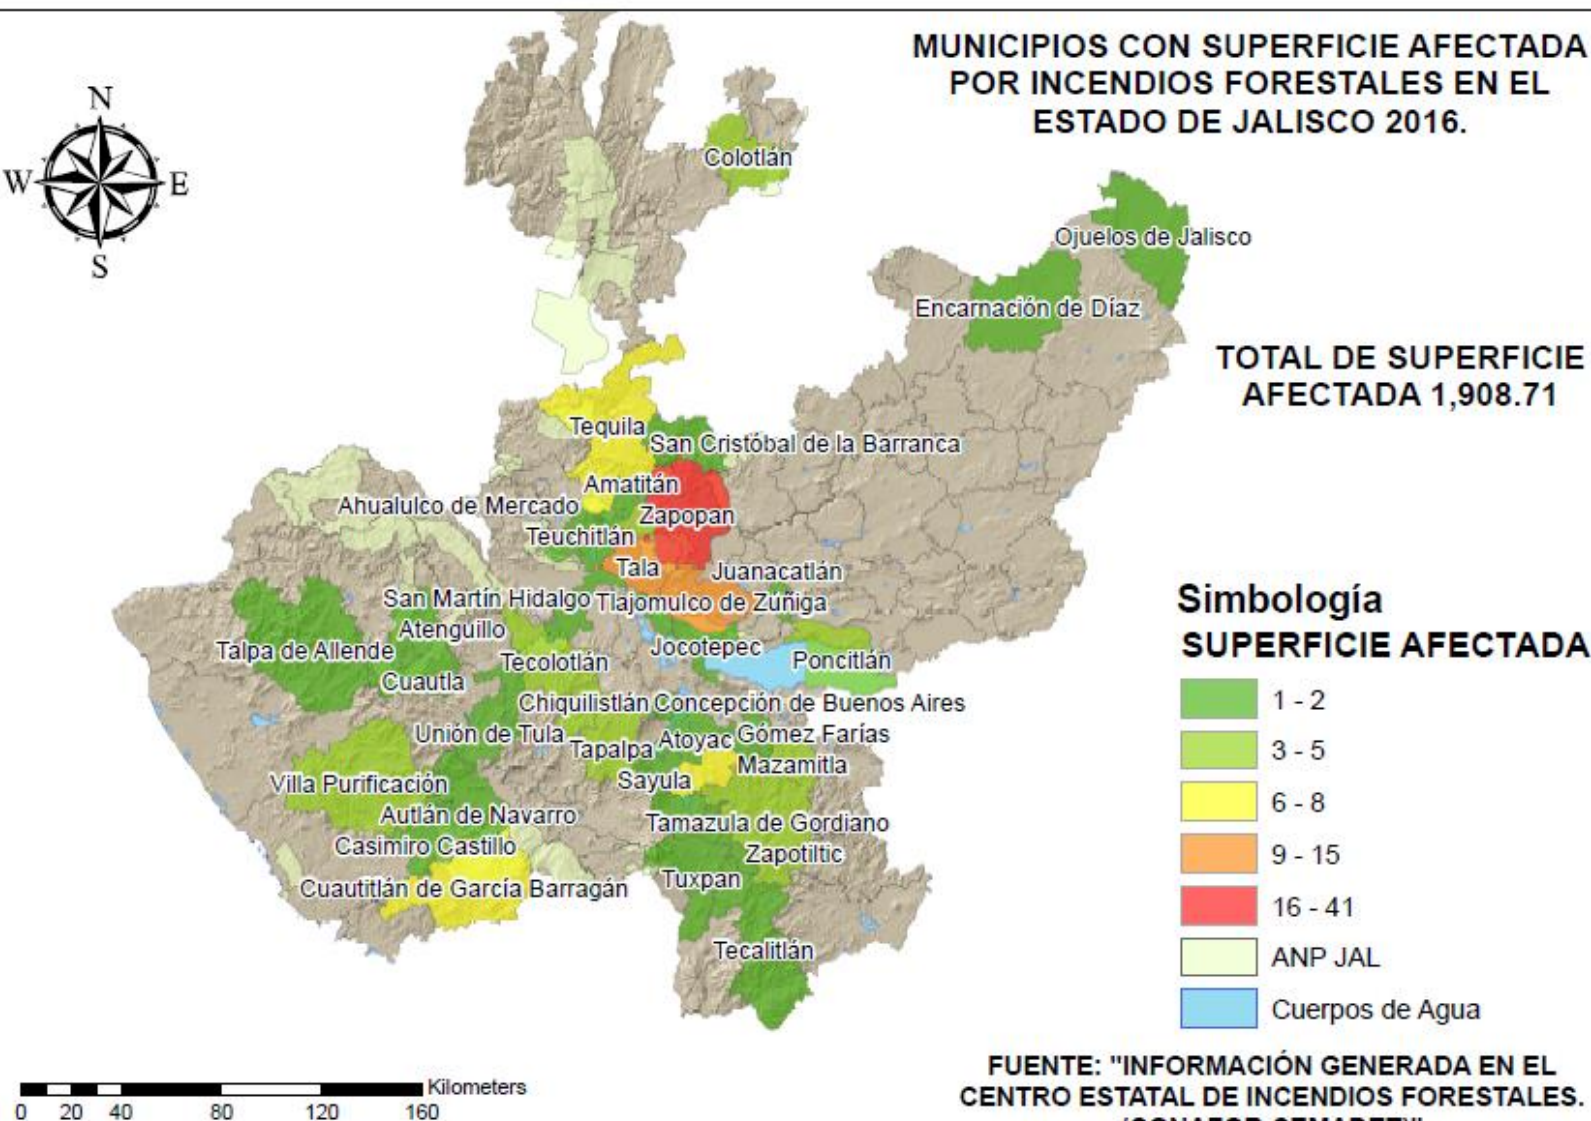 MUNICIPIOS CON SUPERFICIE AFECTADA
POR INCENDIOS FORESTALES EN EL
ESTADO DE JALISCO 2016.
N
W
E
S
Colotlán
Ojuelos de Jalisco
Encarnación de Díaz
TOTAL DE SUPERFICIE
AFECTADA 1,908.71
Tequila
San Cristóbal de la Barranca
Amatitán
Ahualulco de Mercado
Zapopan
Teuchitlán
Tala
Juanacatlán
San Martín Hidalgo
Tlajomulco de Zúñiga
Atenguillo
Talpa de Allende
Tecolotlán
Jocotepec
Poncitlán
Cuautla
Chiquilistlán
Concepción de Buenos Aires
Unión de Tula
Tapalpa
Atoyac
Gómez Farías
Sayula
Mazamitla
Villa Purificación
Autlán de Navarro
Tamazula de Gordiano
Casimiro Castillo
Zapotiltic
Cuautitlán de García Barragán
Tuxpan
Tecalitlán
Simbología
SUPERFICIE AFECTADA
1 - 2
3 - 5
6 - 8
9 - 15
16 - 41
ANP JAL
Cuerpos de Agua
Kilometers
0 20 40 80 120 160
FUENTE: "INFORMACIÓN GENERADA EN EL
CENTRO ESTATAL DE INCENDIOS FORESTALES.